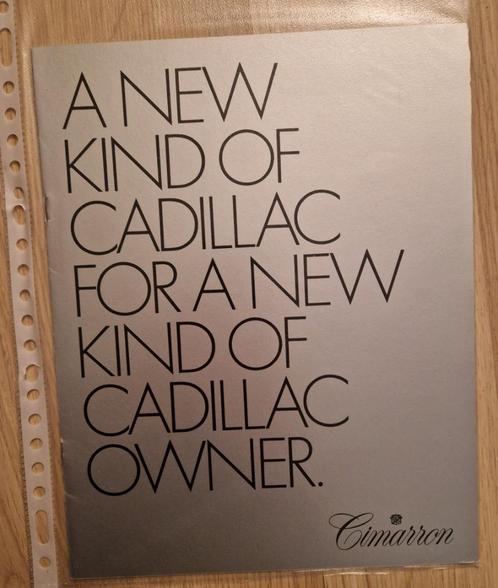 A NEW
KIND OF
CADILLAC
FOR A NEW
KIND OF
CADILLAC
OWNER.
Cimarron